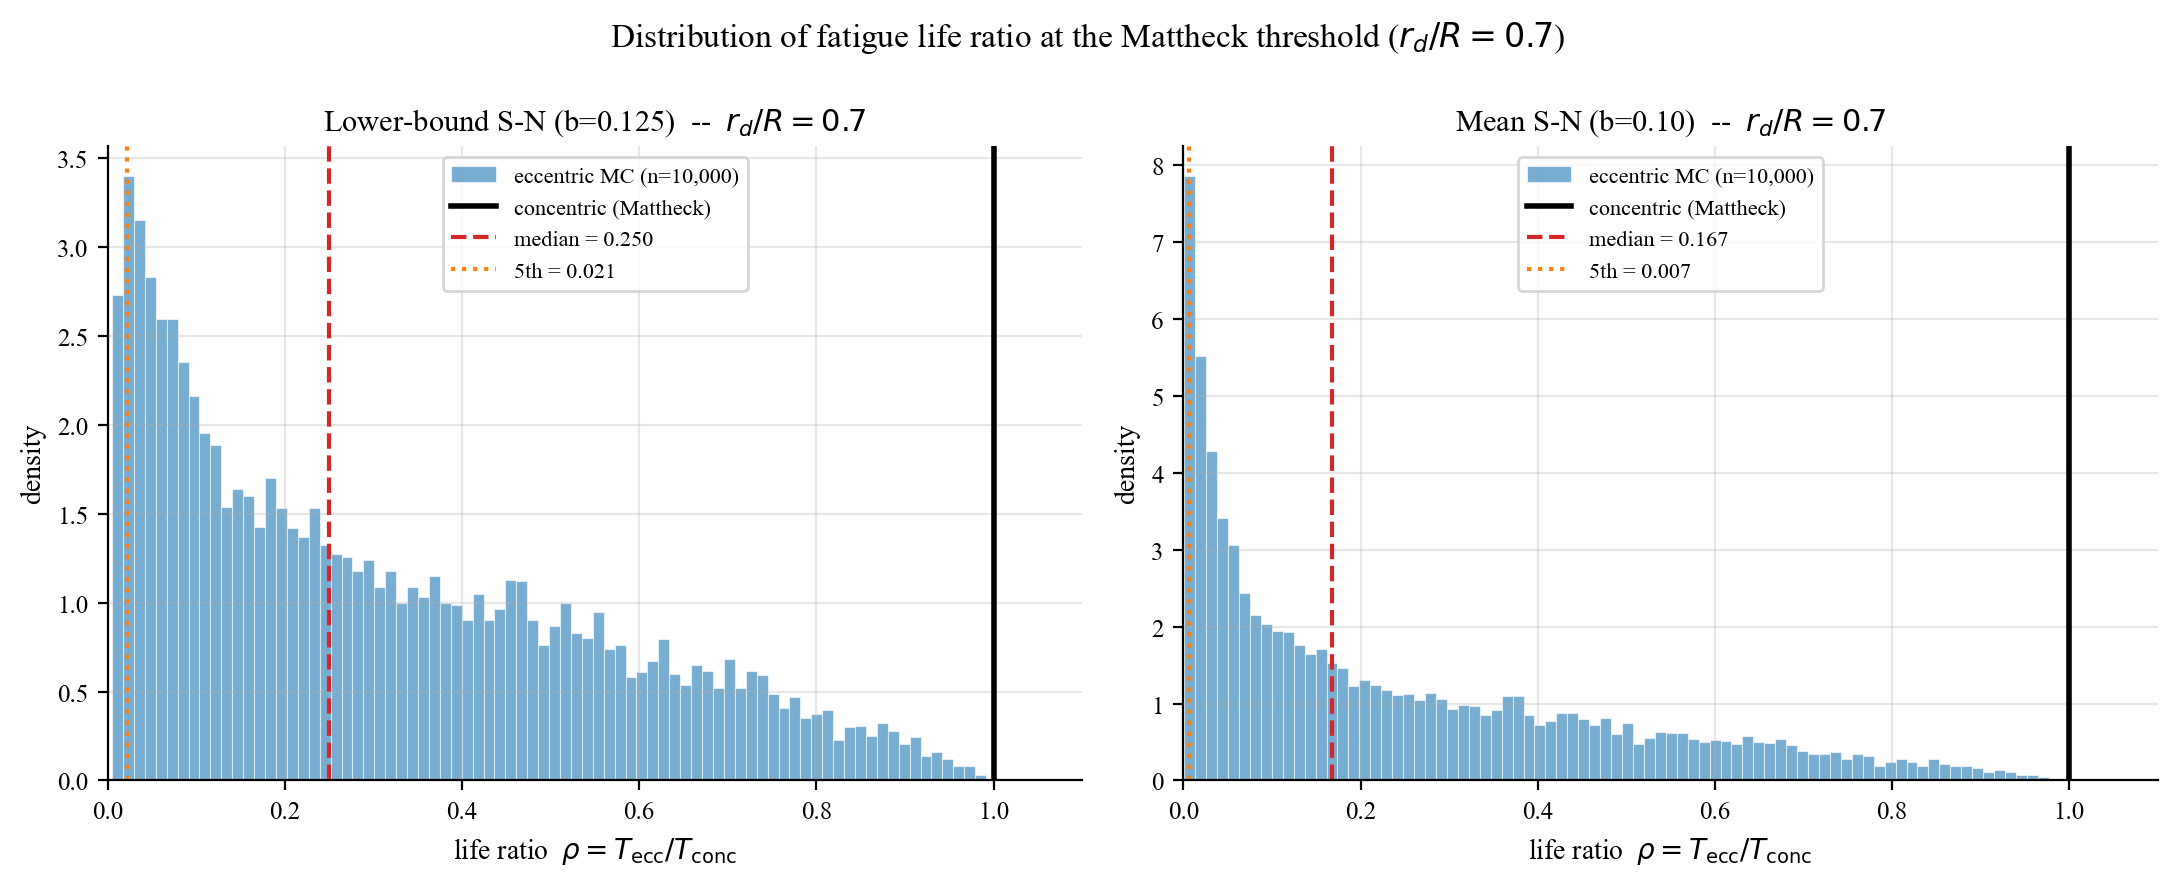 Distribution of fatigue life ratio at the Mattheck threshold (r_d/R = 0.7)
Lower-bound S-N (b=0.125) -- r_d/R = 0.7
3.5
3.0
2.5
2.0
1.5
1.0
0.5
0.0
density
eccentric MC (n=10,000)
concentric (Mattheck)
median = 0.250
5th = 0.021
0.0 0.2 0.4 0.6 0.8 1.0
life ratio ρ = T_ecc/T_conc
Mean S-N (b=0.10) -- r_d/R = 0.7
8
7
6
5
4
3
2
1
0
density
eccentric MC (n=10,000)
concentric (Mattheck)
median = 0.167
5th = 0.007
0.0 0.2 0.4 0.6 0.8 1.0
life ratio ρ = T_ecc/T_conc